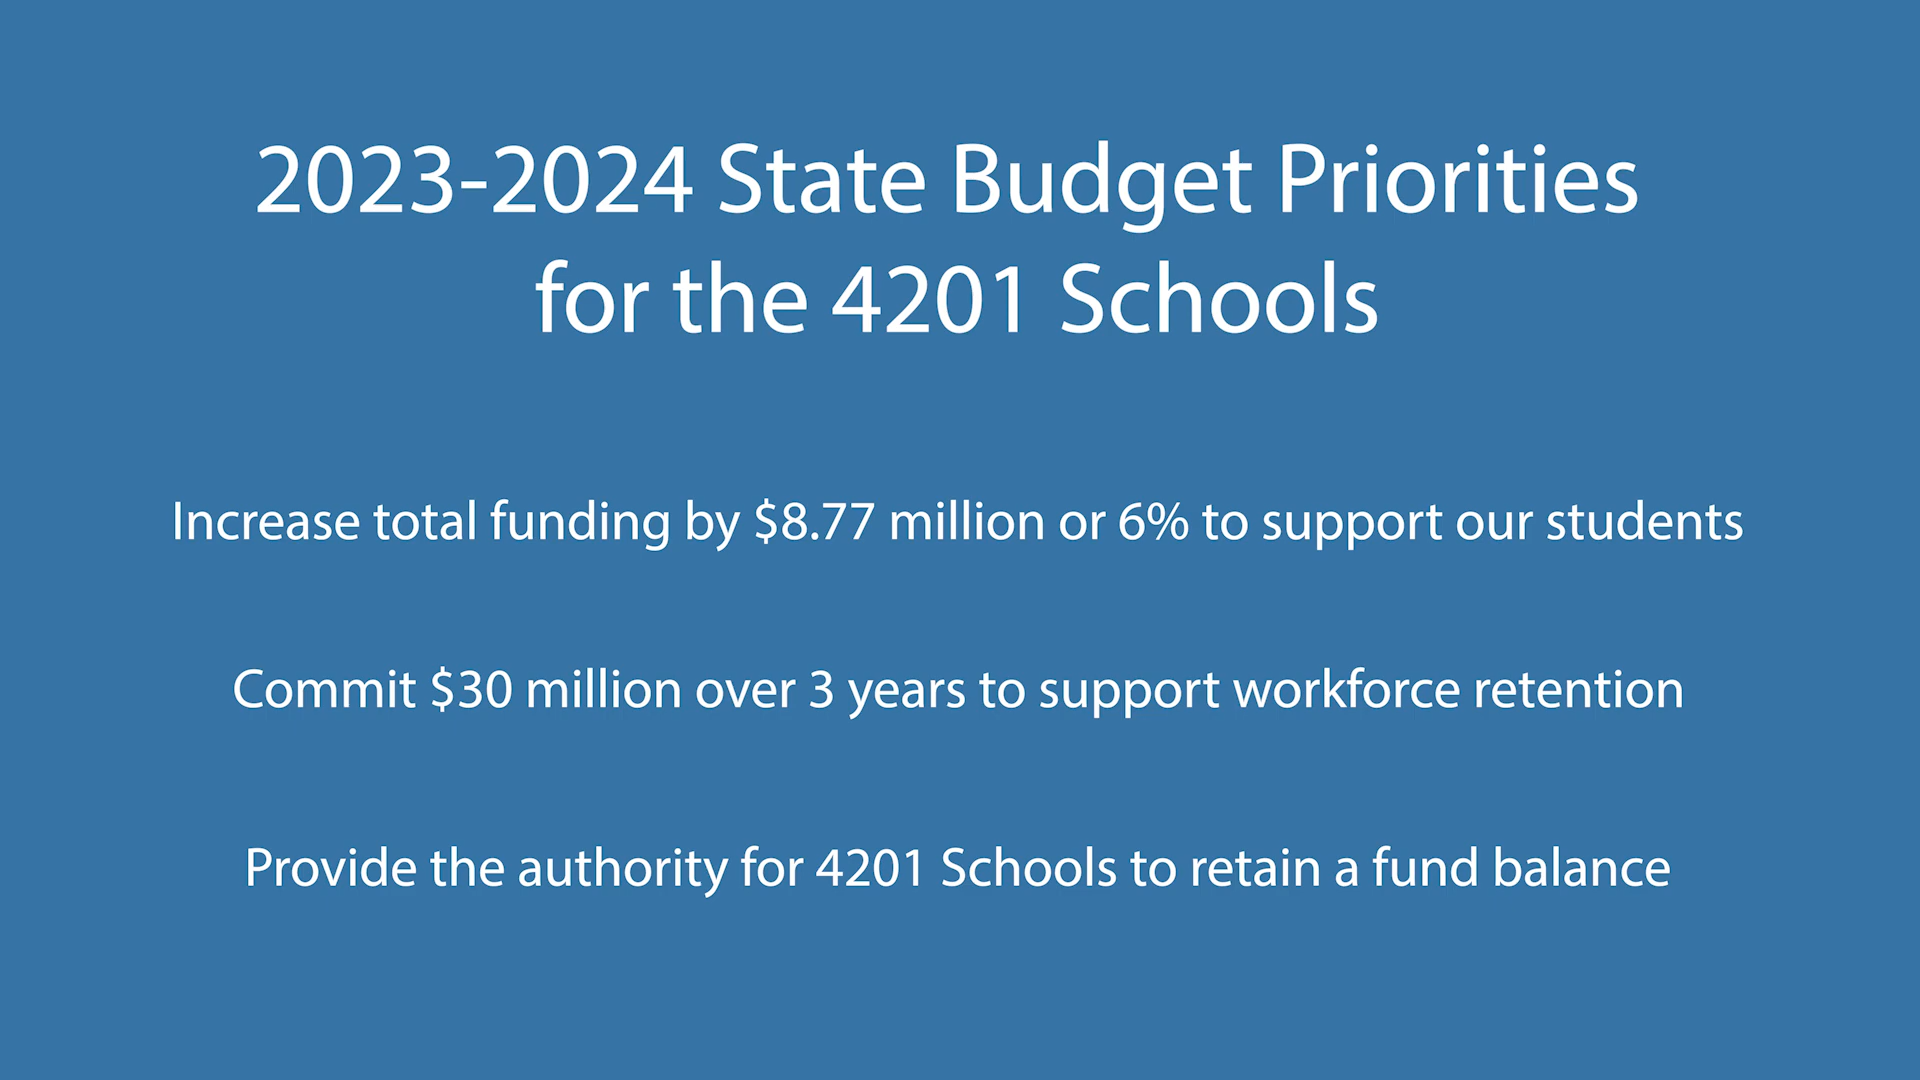 2023-2024 State Budget Priorities
for the 4201 Schools
Increase total funding by $8.77 million or 6% to support our students
Commit $30 million over 3 years to support workforce retention
Provide the authority for 4201 Schools to retain a fund balance